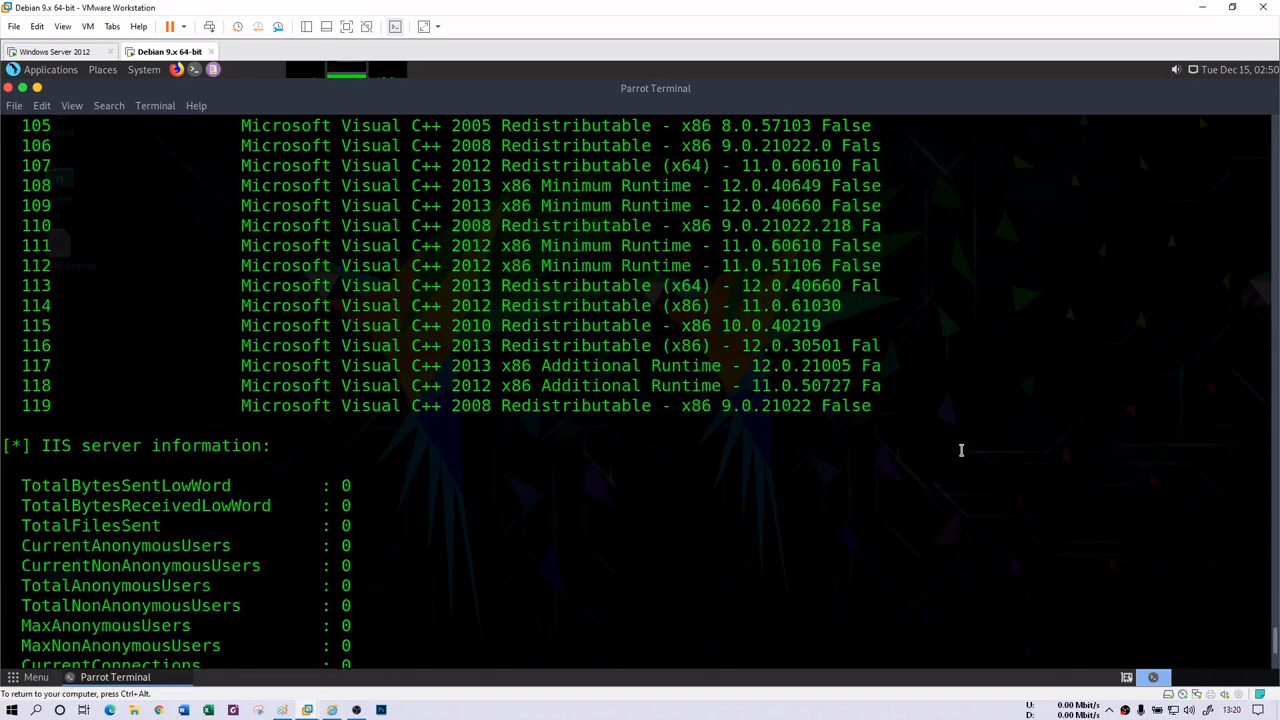 Debian 9.x 64-bit - VMware Workstation
File Edit View VM Tabs Help
Windows Server 2012 Debian 9.x 64-bit
Applications Places System Tue Dec 15, 02:50
Parrot Terminal
File Edit View Search Terminal Help
105 Microsoft Visual C++ 2005 Redistributable - x86 8.0.57103 False
106 Microsoft Visual C++ 2008 Redistributable - x86 9.0.21022.0 Fals
107 Microsoft Visual C++ 2012 Redistributable (x64) - 11.0.60610 Fal
108 Microsoft Visual C++ 2013 x86 Minimum Runtime - 12.0.40649 False
109 Microsoft Visual C++ 2013 x86 Minimum Runtime - 12.0.40660 False
110 Microsoft Visual C++ 2008 Redistributable - x86 9.0.21022.218 Fa
111 Microsoft Visual C++ 2012 x86 Minimum Runtime - 11.0.60610 False
112 Microsoft Visual C++ 2012 x86 Minimum Runtime - 11.0.51106 False
113 Microsoft Visual C++ 2013 Redistributable (x64) - 12.0.40660 Fal
114 Microsoft Visual C++ 2012 Redistributable (x86) - 11.0.61030
115 Microsoft Visual C++ 2010 Redistributable - x86 10.0.40219
116 Microsoft Visual C++ 2013 Redistributable (x86) - 12.0.30501 Fal
117 Microsoft Visual C++ 2013 x86 Additional Runtime - 12.0.21005 Fa
118 Microsoft Visual C++ 2012 x86 Additional Runtime - 11.0.50727 Fa
119 Microsoft Visual C++ 2008 Redistributable - x86 9.0.21022 False
[*] IIS server information:
TotalBytesSentLowWord : 0
TotalBytesReceivedLowWord : 0
TotalFilesSent : 0
CurrentAnonymousUsers : 0
CurrentNonAnonymousUsers : 0
TotalAnonymousUsers : 0
TotalNonAnonymousUsers : 0
MaxAnonymousUsers : 0
MaxNonAnonymousUsers : 0
CurrentConnections : 0
Menu Parrot Terminal
To return to your computer, press Ctrl+Alt.
U: 0.00 Mbit/s
D: 0.00 Mbit/s
13:20